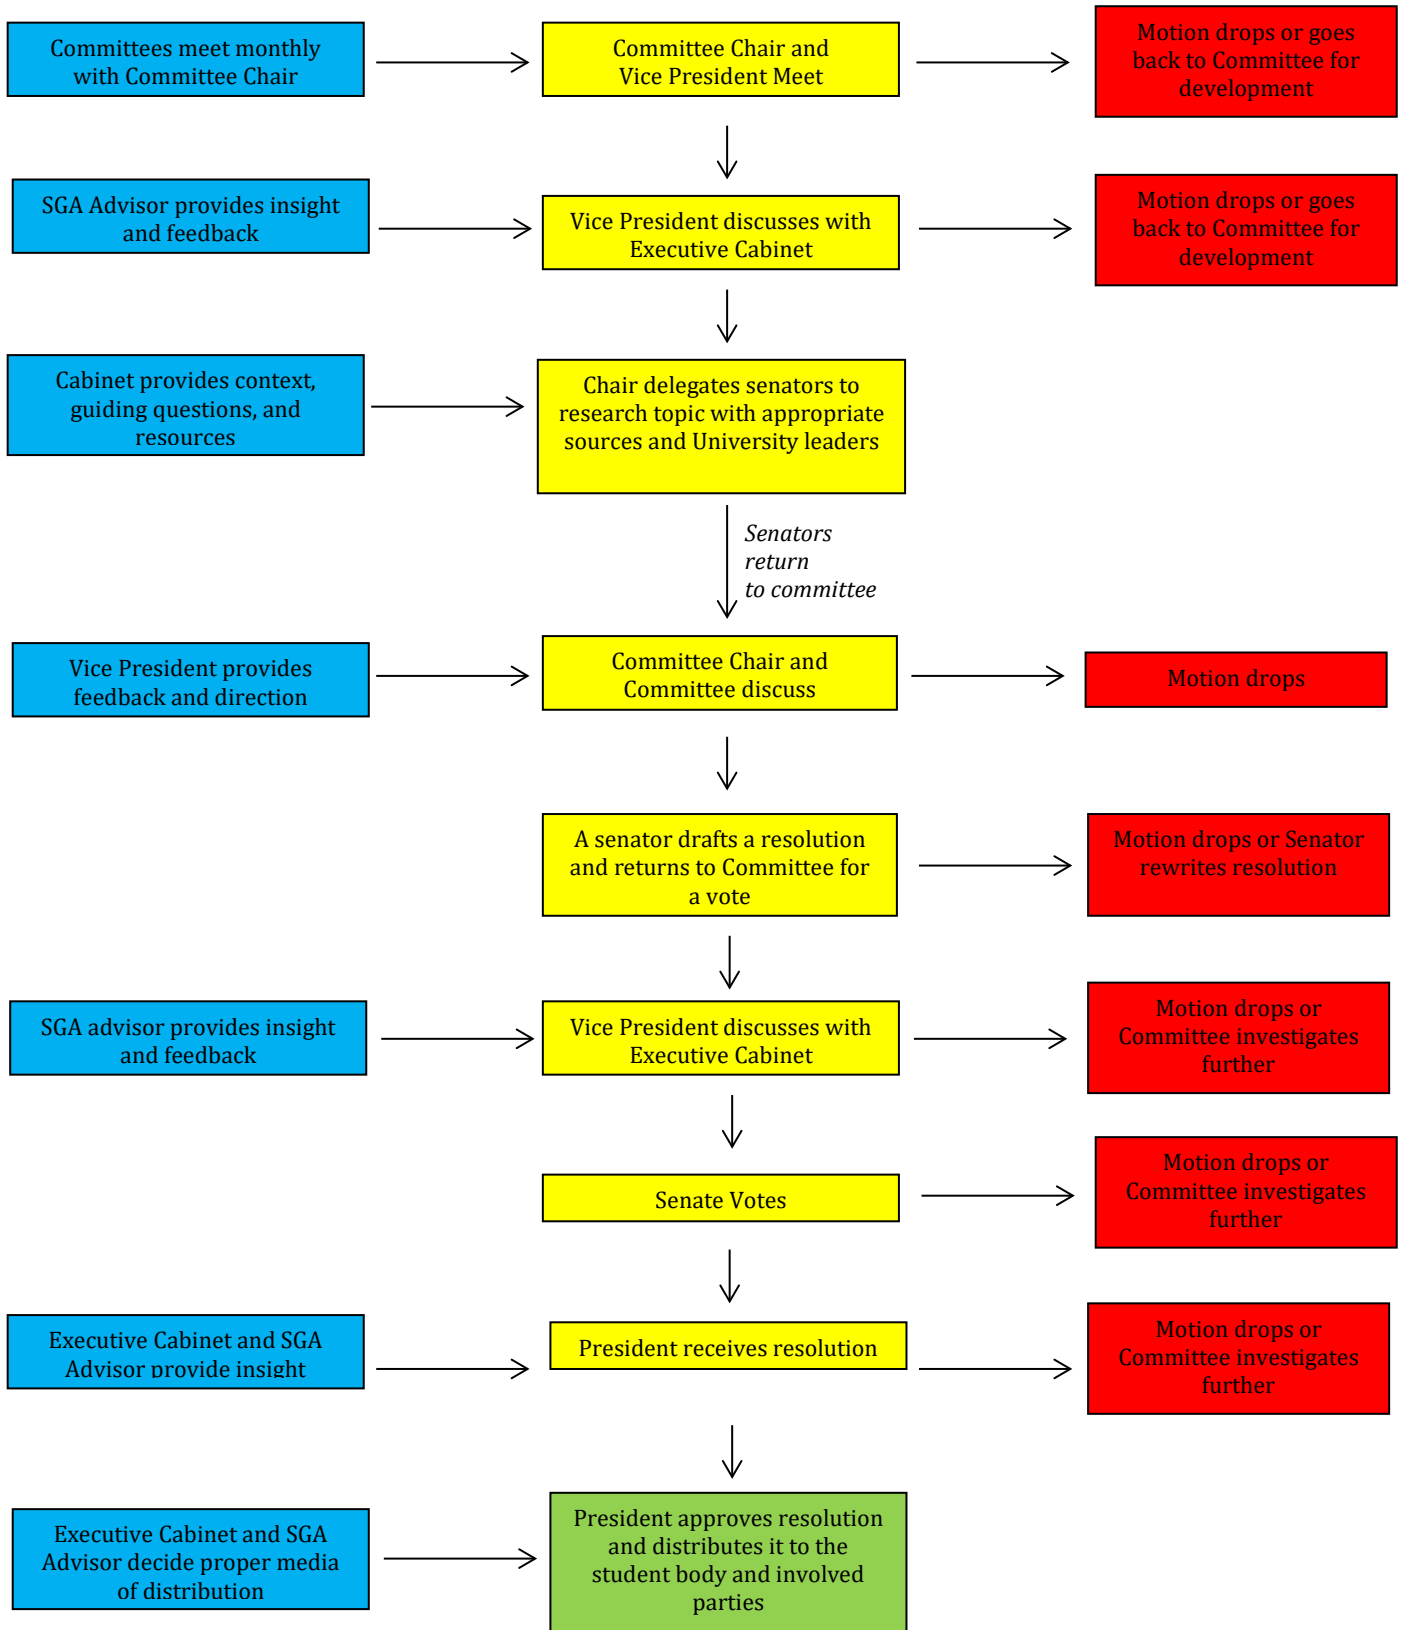 Committees meet monthly
with Committee Chair
Committee Chair and
Vice President Meet
Motion drops or goes
back to Committee for
development
SGA Advisor provides insight
and feedback
Vice President discusses with
Executive Cabinet
Motion drops or goes
back to Committee for
development
Cabinet provides context,
guiding questions, and
resources
Chair delegates senators to
research topic with appropriate
sources and University leaders
Senators
return
to committee
Vice President provides
feedback and direction
Committee Chair and
Committee discuss
Motion drops
A senator drafts a resolution
and returns to Committee for
a vote
Motion drops or Senator
rewrites resolution
SGA advisor provides insight
and feedback
Vice President discusses with
Executive Cabinet
Motion drops or
Committee investigates
further
Senate Votes
Motion drops or
Committee investigates
further
Executive Cabinet and SGA
Advisor provide insight
President receives resolution
Motion drops or
Committee investigates
further
Executive Cabinet and SGA
Advisor decide proper media
of distribution
President approves resolution
and distributes it to the
student body and involved
parties